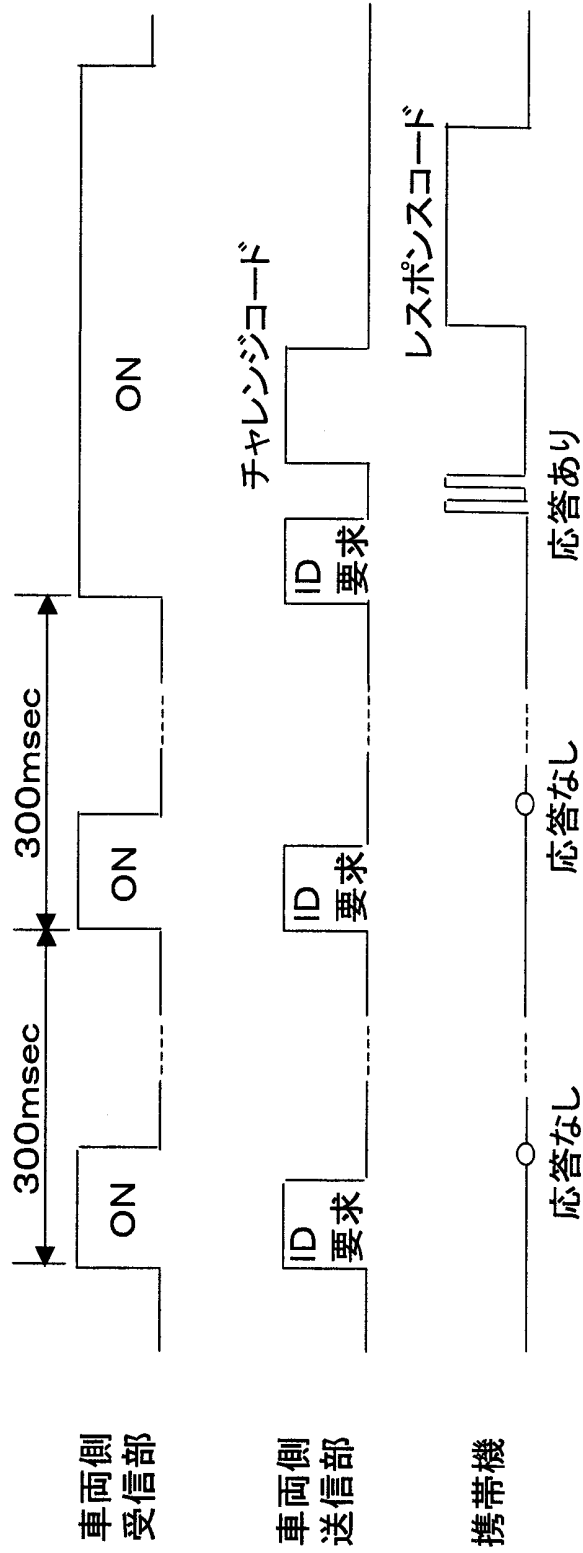 300msec
300msec
車両側
受信部
ON
ON
ON
車両側
送信部
ID
要求
ID
要求
ID
要求
チャレンジコード
携帯機
レスポンスコード
応答なし
応答なし
応答あり